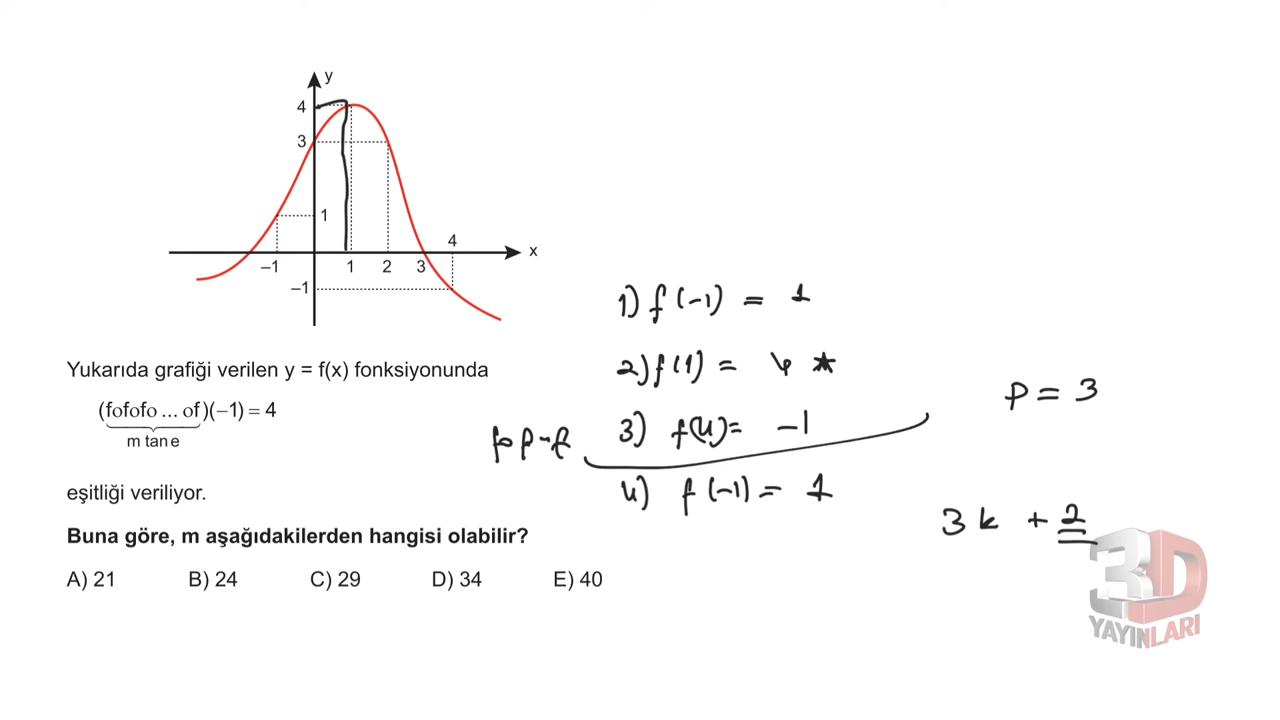 y
4
3
1
4
x
–1 1 2 3
–1
1) f(-1) = 1
2) f(1) = 4 ★
p = 3
3) f(4) = -1
4) f(-1) = 1
3k + 2
Yukarıda grafiği verilen y = f(x) fonksiyonunda
(fofofo ... of)(–1) = 4
m tane
eşitliği veriliyor.
Buna göre, m aşağıdakilerden hangisi olabilir?
A) 21 B) 24 C) 29 D) 34 E) 40
3D
YAYINLARI